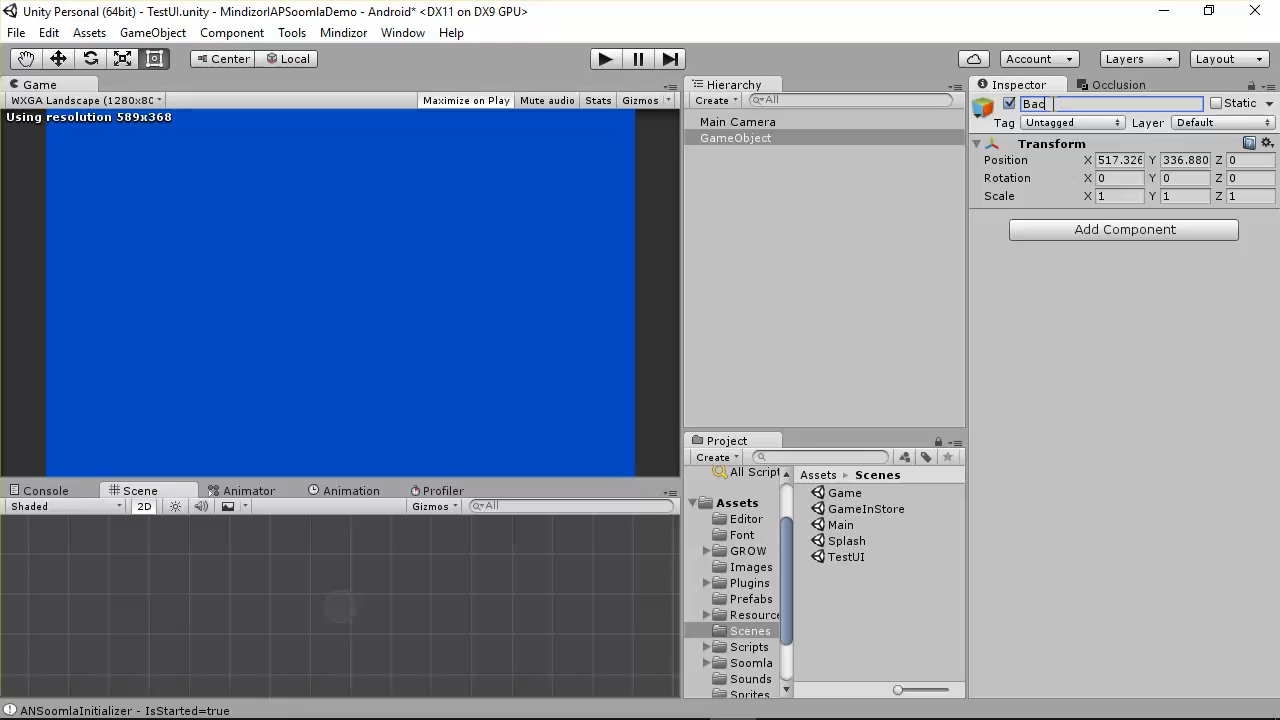 Unity Personal (64bit) - TestUI.unity - MindizorIAPSoomlaDemo - Android* <DX11 on DX9 GPU>
File Edit Assets GameObject Component Tools Mindizor Window Help
Center Local Account Layers Layout
Game
WXGA Landscape (1280x80 Maximize on Play Mute audio Stats Gizmos
Using resolution 589x368
Hierarchy
Create All
Main Camera
GameObject
Inspector Occlusion
Bac Static
Tag Untagged Layer Default
Transform
Position X 517.326 Y 336.880 Z 0
Rotation X 0 Y 0 Z 0
Scale X 1 Y 1 Z 1
Add Component
Project
Create
All Script
Assets
Editor
Font
GROW
Images
Plugins
Prefabs
Resource
Scenes
Scripts
Soomla
Sounds
Sprites
Assets Scenes
Game
GameInStore
Main
Splash
TestUI
Console Scene Animator Animation Profiler
Shaded 2D Gizmos All
ANSoomlaInitializer - IsStarted=true